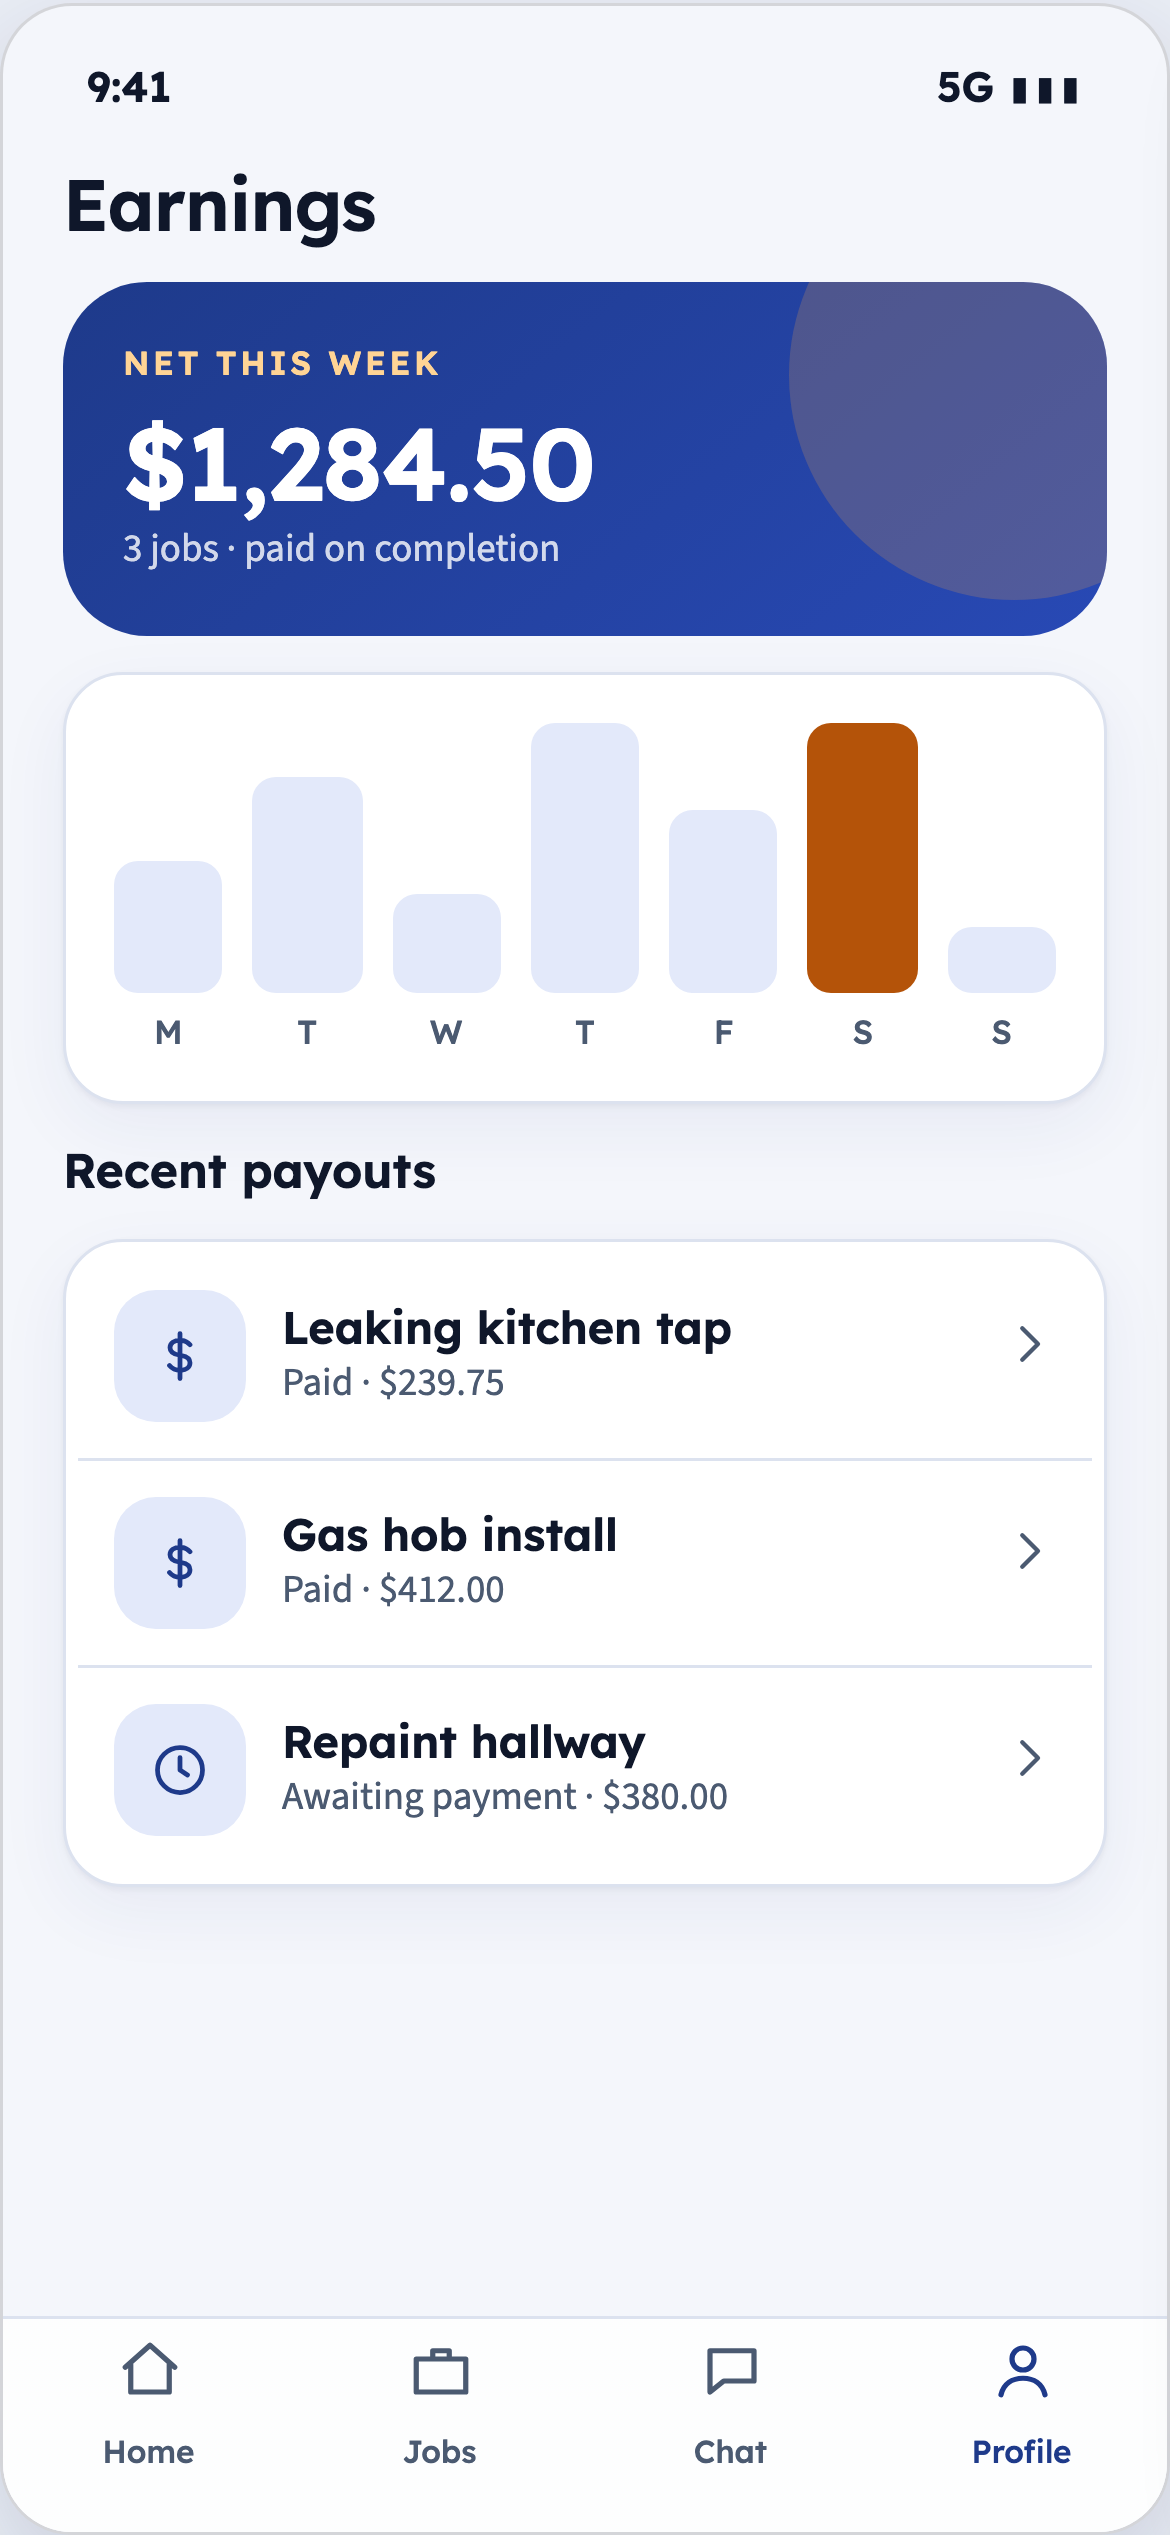 9:41
5G
Earnings
NET THIS WEEK
$1,284.50
3 jobs · paid on completion
M T W T F S S
Recent payouts
$
Leaking kitchen tap
Paid · $239.75
$
Gas hob install
Paid · $412.00
Repaint hallway
Awaiting payment · $380.00
Home Jobs Chat Profile